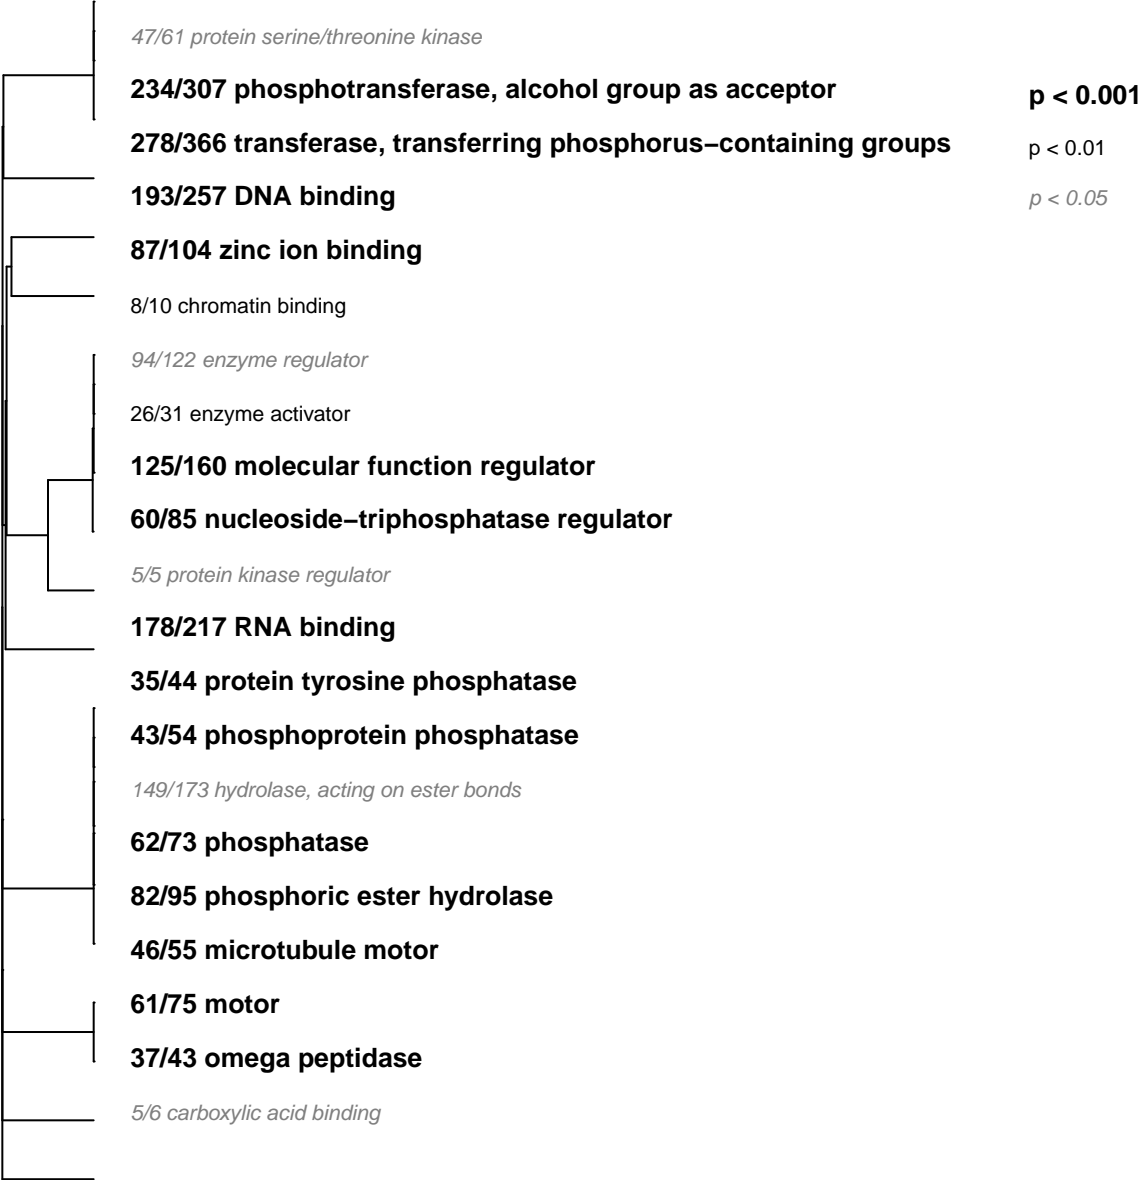 47/61 protein serine/threonine kinase
234/307 phosphotransferase, alcohol group as acceptor
p < 0.001
278/366 transferase, transferring phosphorus−containing groups
p < 0.01
193/257 DNA binding
p < 0.05
87/104 zinc ion binding
8/10 chromatin binding
94/122 enzyme regulator
26/31 enzyme activator
125/160 molecular function regulator
60/85 nucleoside−triphosphatase regulator
5/5 protein kinase regulator
178/217 RNA binding
35/44 protein tyrosine phosphatase
43/54 phosphoprotein phosphatase
149/173 hydrolase, acting on ester bonds
62/73 phosphatase
82/95 phosphoric ester hydrolase
46/55 microtubule motor
61/75 motor
37/43 omega peptidase
5/6 carboxylic acid binding